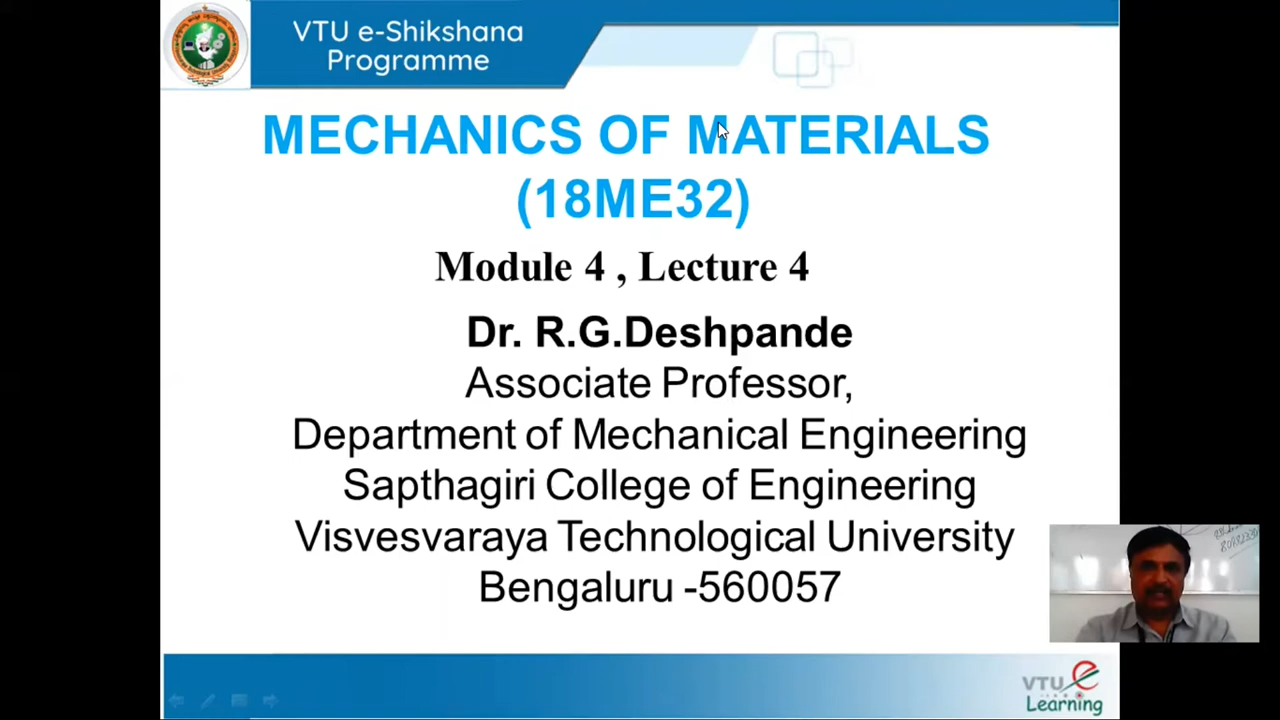 VTU e-Shikshana
Programme
MECHANICS OF MATERIALS
(18ME32)
Module 4 , Lecture 4
Dr. R.G.Deshpande
Associate Professor,
Department of Mechanical Engineering
Sapthagiri College of Engineering
Visvesvaraya Technological University
Bengaluru -560057
VTU e
Learning